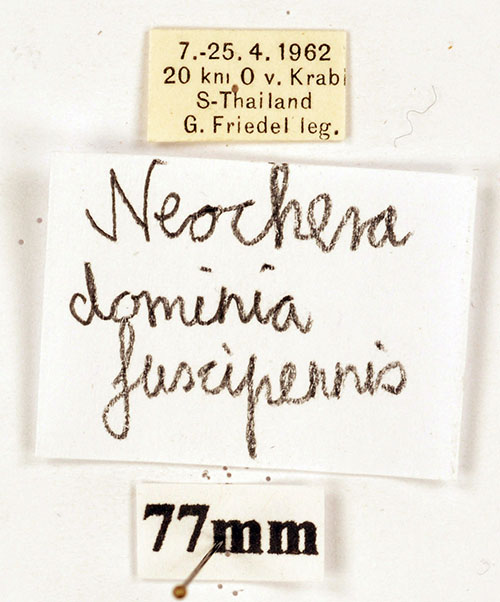 7.-25.4.1962
20 km O v. Krabi
S-Thailand
G. Friedel leg.
Neochera
dominia
fuscipennis
77mm